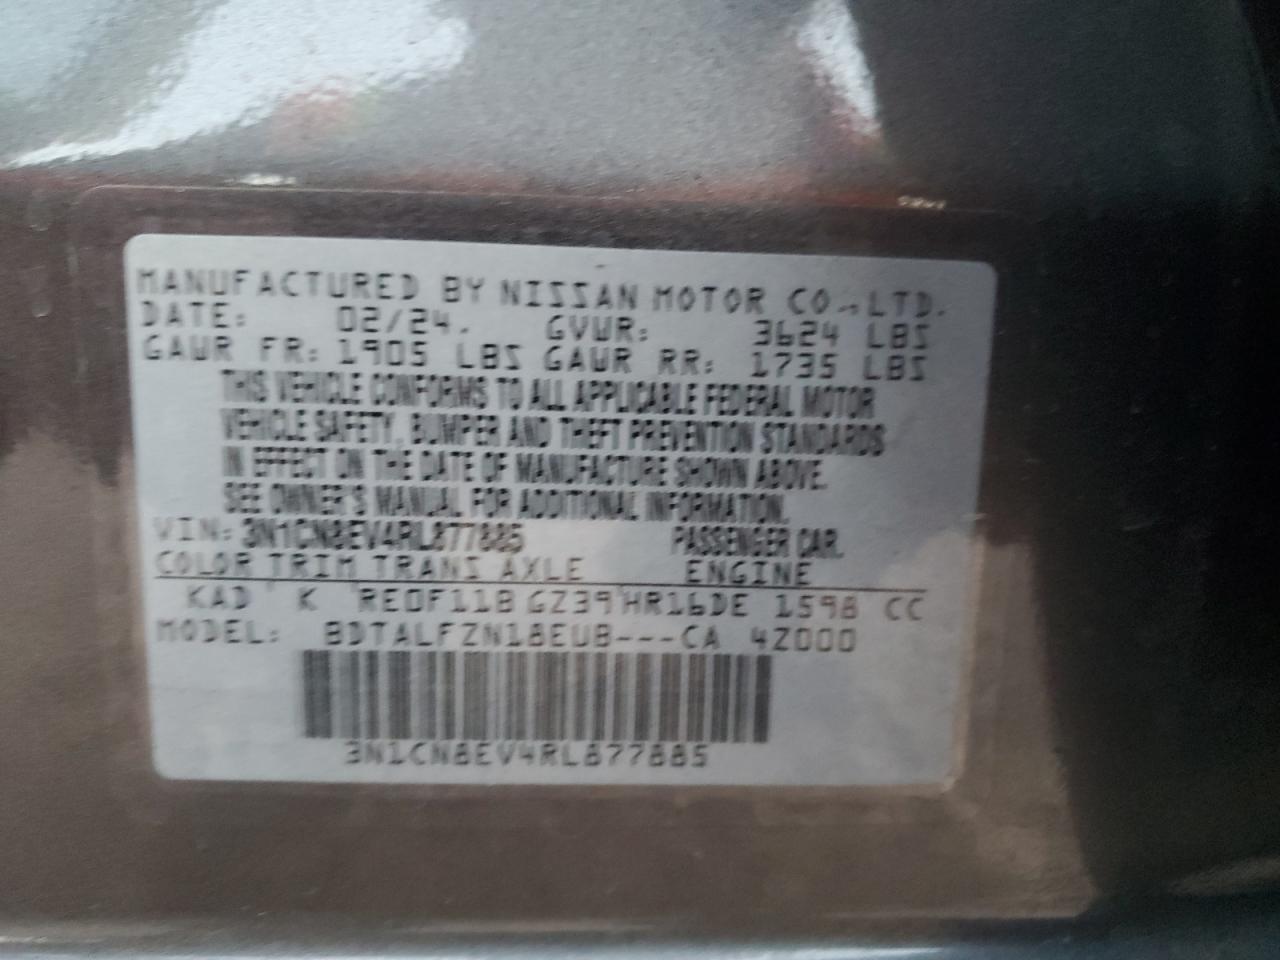 MANUFACTURED BY NISSAN MOTOR CO.,LTD.
DATE: 02/24. GVWR: 3624 LBS
GAWR FR: 1905 LBS GAWR RR: 1735 LBS
THIS VEHICLE CONFORMS TO ALL APPLICABLE FEDERAL MOTOR
VEHICLE SAFETY, BUMPER AND THEFT PREVENTION STANDARDS
IN EFFECT ON THE DATE OF MANUFACTURE SHOWN ABOVE.
SEE OWNER'S MANUAL FOR ADDITIONAL INFORMATION.
VIN: 3N1CN8EV4RL877885 PASSENGER CAR.
COLOR TRIM TRANS AXLE ENGINE
KAD K RE0F11B GZ39 HR16DE 1598 CC
MODEL: BDTALFZN18EUB---CA 4Z000
3N1CN8EV4RL877885